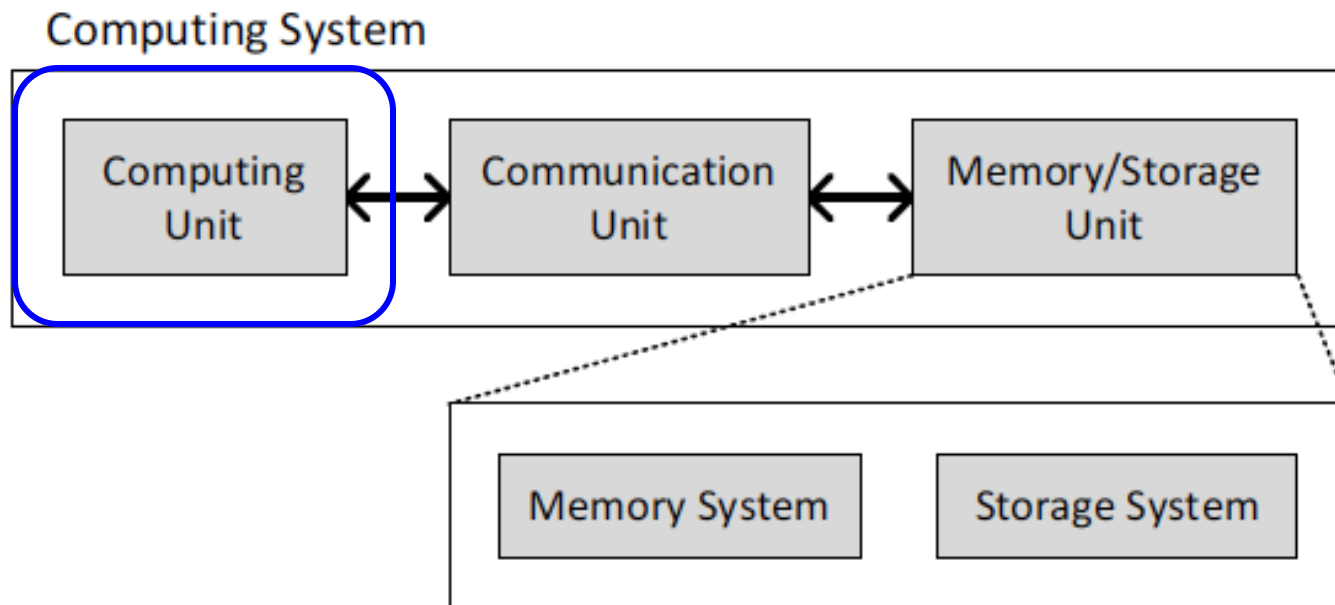 Computing System
Computing
Unit
Communication
Unit
Memory/Storage
Unit
Memory System
Storage System